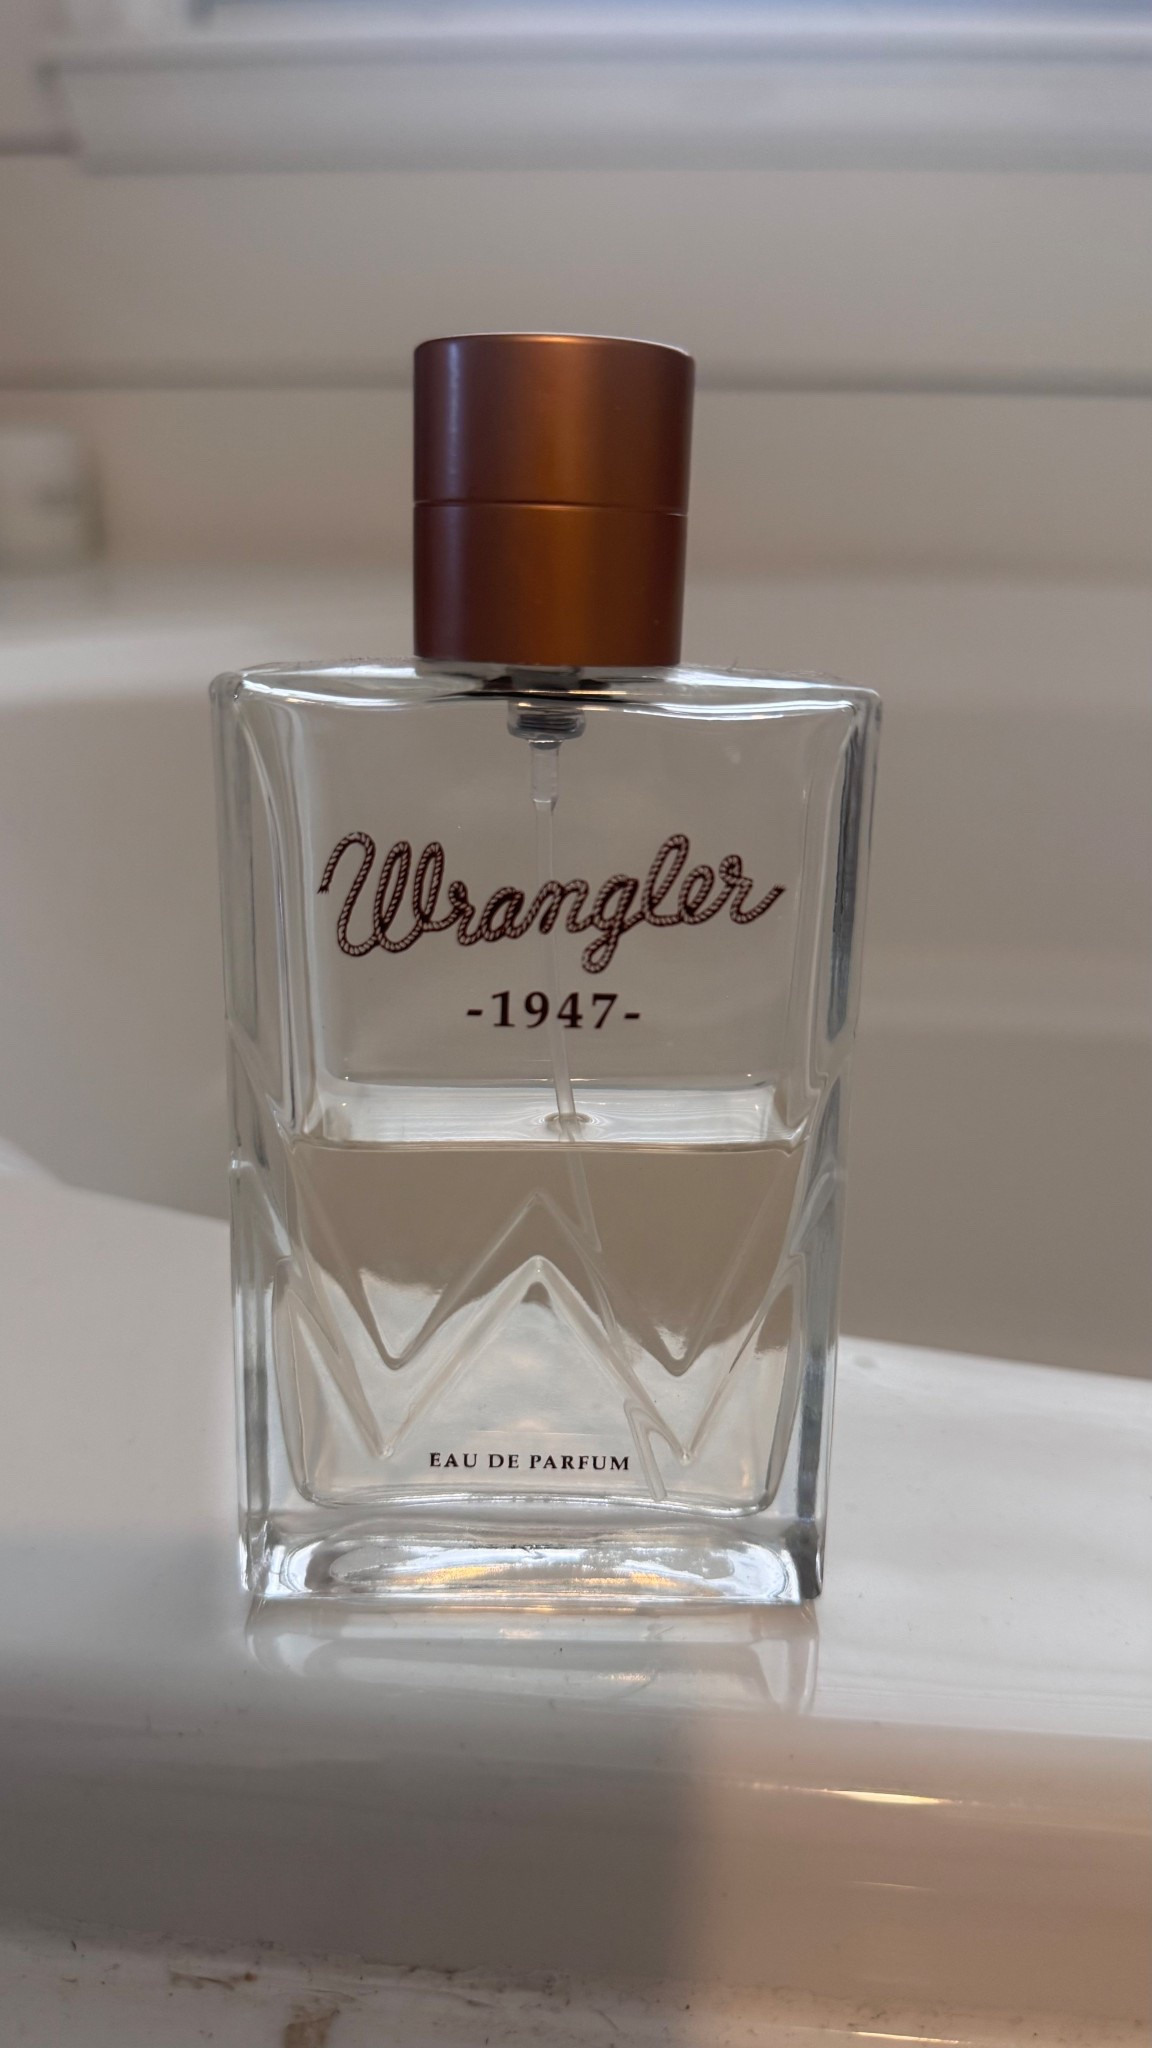 Wrangler
-1947-
EAU DE PARFUM